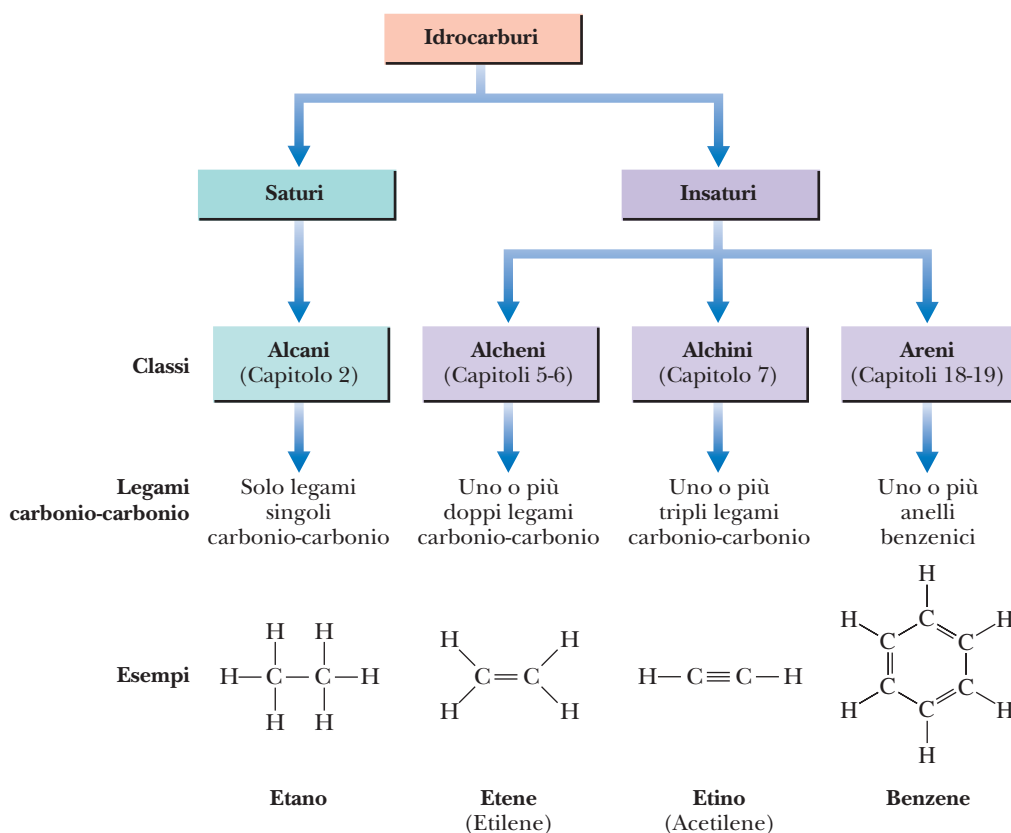 Idrocarburi
Saturi
Insaturi
Classi
Alcani
(Capitolo 2)
Alcheni
(Capitoli 5-6)
Alchini
(Capitolo 7)
Areni
(Capitoli 18-19)
Legami
carbonio-carbonio
Solo legami
singoli
carbonio-carbonio
Uno o più
doppi legami
carbonio-carbonio
Uno o più
tripli legami
carbonio-carbonio
Uno o più
anelli
benzenici
Esempi
H H
H—C—C—H
H H
H H
C=C
H H
H—C≡C—H
H
H C H
C C
C C
H C H
H
Etano
Etene
(Etilene)
Etino
(Acetilene)
Benzene